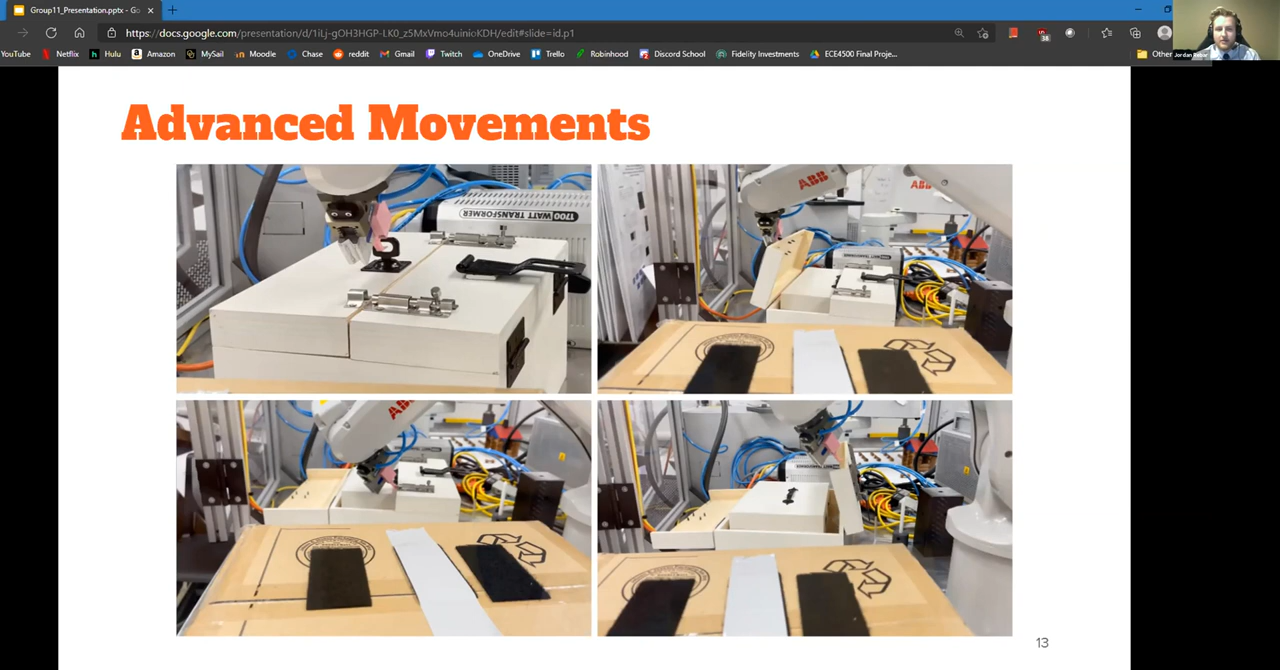 Group11_Presentation.pptx - Go
https://docs.google.com/presentation/d/1iLj-gOH3HGP-LK0_z5MxVmo4uinioKDH/edit#slide=id.p1
YouTube Netflix Hulu Amazon MySail Moodle Chase reddit Gmail Twitch OneDrive Trello Robinhood Discord School Fidelity Investments ECE4500 Final Proje... Other
38
Advanced Movements
1700 WATT TRANSFORMER
ABB
ABB
ABB
13